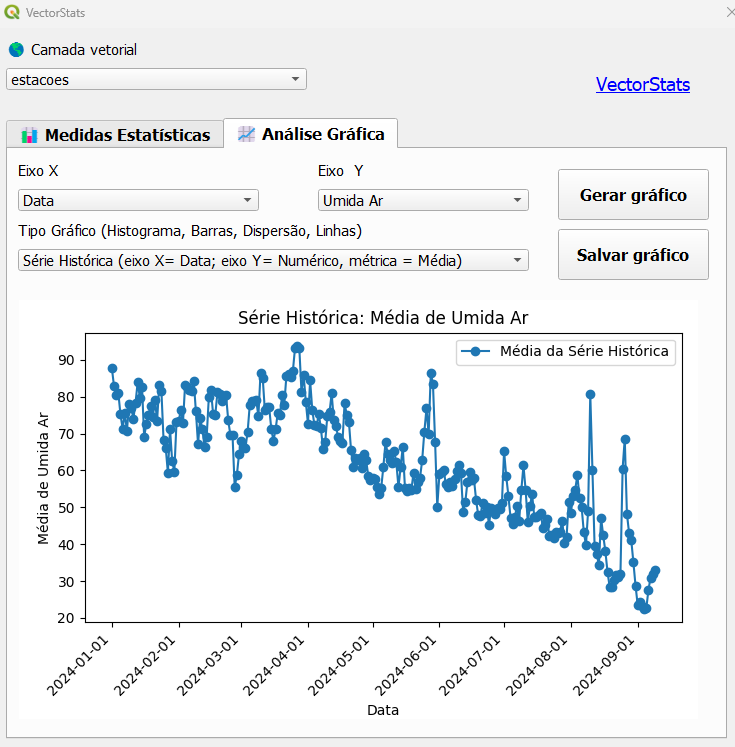 VectorStats
Camada vetorial
estacoes
VectorStats
Medidas Estatísticas
Análise Gráfica
Eixo X
Eixo Y
Data
Umida Ar
Gerar gráfico
Tipo Gráfico (Histograma, Barras, Dispersão, Linhas)
Série Histórica (eixo X= Data; eixo Y= Numérico, métrica = Média)
Salvar gráfico
Série Histórica: Média de Umida Ar
Média da Série Histórica
Média de Umida Ar
90
80
70
60
50
40
30
20
2024-01-01
2024-02-01
2024-03-01
2024-04-01
2024-05-01
2024-06-01
2024-07-01
2024-08-01
2024-09-01
Data